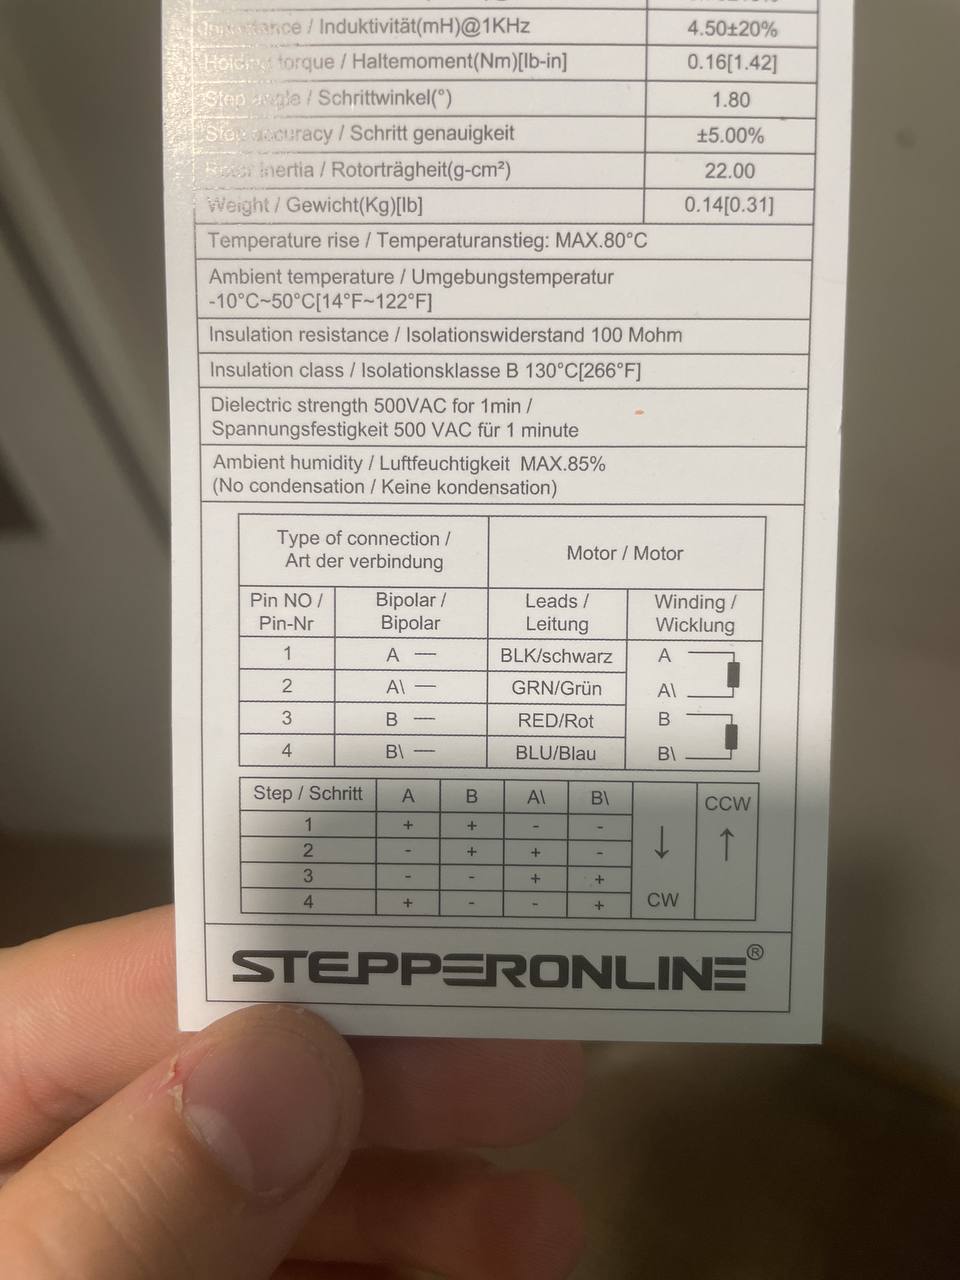 / Induktivität(mH)@1KHz 4.50±20%
Holding torque / Haltemoment(Nm)[lb-in] 0.16[1.42]
Step angle / Schrittwinkel(°) 1.80
Step accuracy / Schritt genauigkeit ±5.00%
Rotor inertia / Rotorträgheit(g-cm²) 22.00
Weight / Gewicht(Kg)[lb] 0.14[0.31]
Temperature rise / Temperaturanstieg: MAX.80°C
Ambient temperature / Umgebungstemperatur
-10°C~50°C[14°F~122°F]
Insulation resistance / Isolationswiderstand 100 Mohm
Insulation class / Isolationsklasse B 130°C[266°F]
Dielectric strength 500VAC for 1min /
Spannungsfestigkeit 500 VAC für 1 minute
Ambient humidity / Luftfeuchtigkeit MAX.85%
(No condensation / Keine kondensation)
Type of connection /
Art der verbindung
Motor / Motor
Pin NO /
Pin-Nr
Bipolar /
Bipolar
Leads /
Leitung
Winding /
Wicklung
1 A — BLK/schwarz A
2 A\ — GRN/Grün A\
3 B — RED/Rot B
4 B\ — BLU/Blau B\
Step / Schritt A B A\ B\ CCW
1 + + - -
2 - + + - ↓ ↑
3 - - + +
4 + - - + CW
STEPPERONLINE®